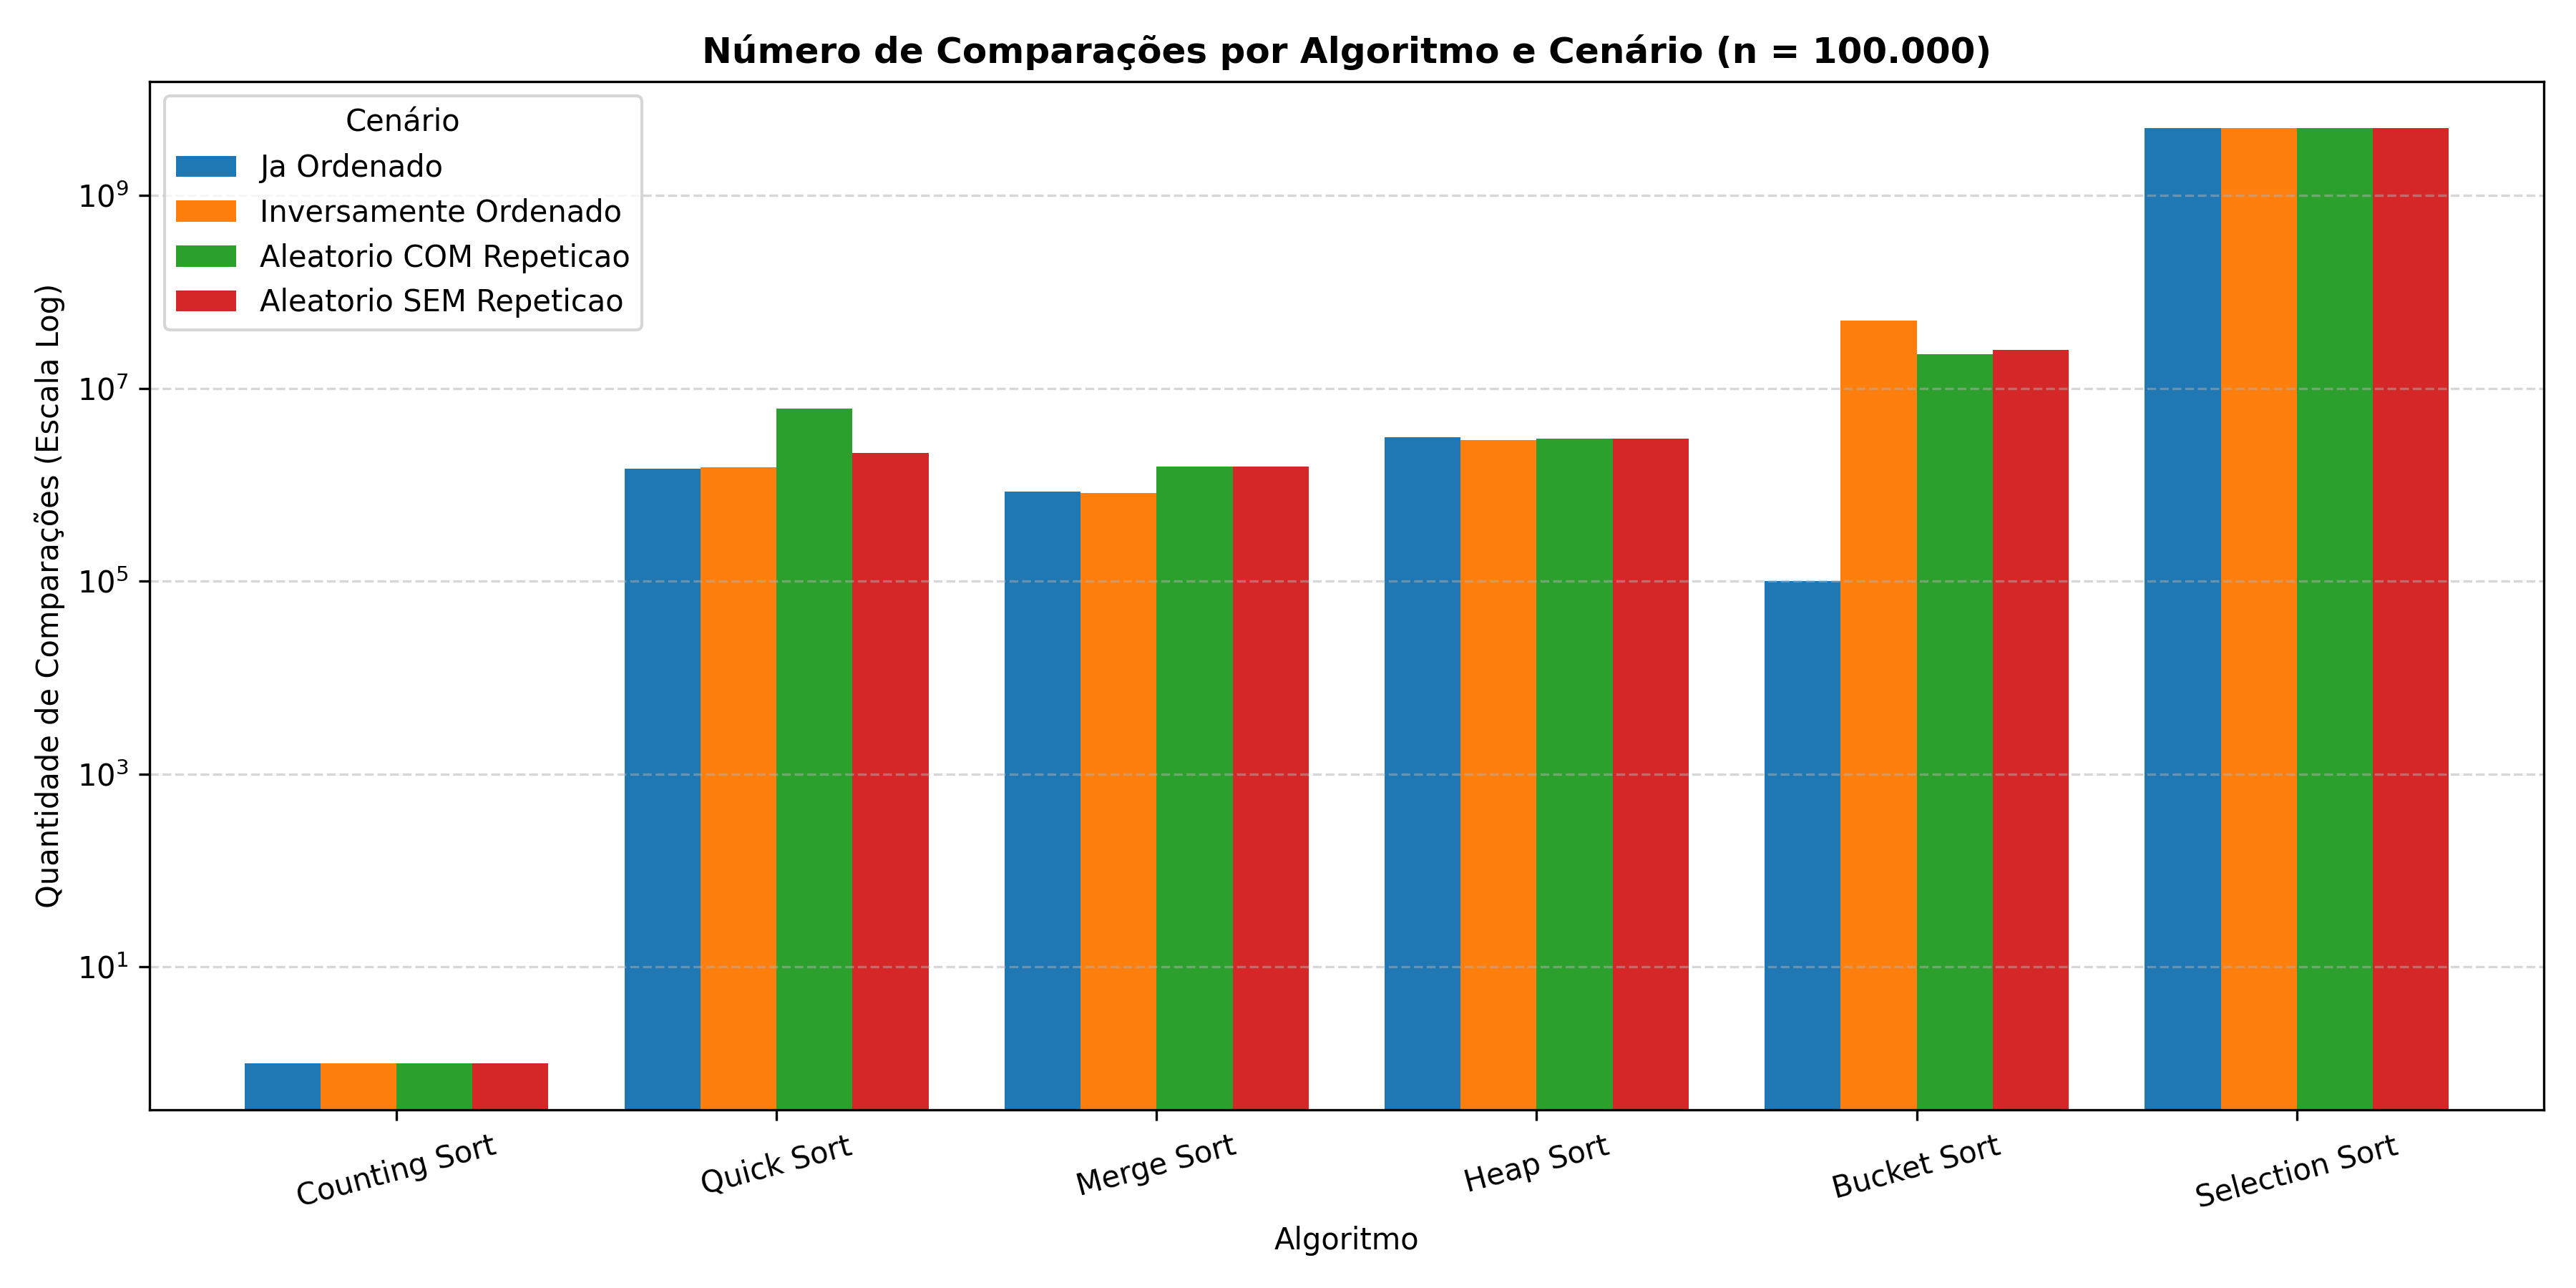 Número de Comparações por Algoritmo e Cenário (n = 100.000)
Cenário
Ja Ordenado
Inversamente Ordenado
Aleatorio COM Repeticao
Aleatorio SEM Repeticao
Quantidade de Comparações (Escala Log)
10⁹
10⁷
10⁵
10³
10¹
Counting Sort
Quick Sort
Merge Sort
Heap Sort
Bucket Sort
Selection Sort
Algoritmo